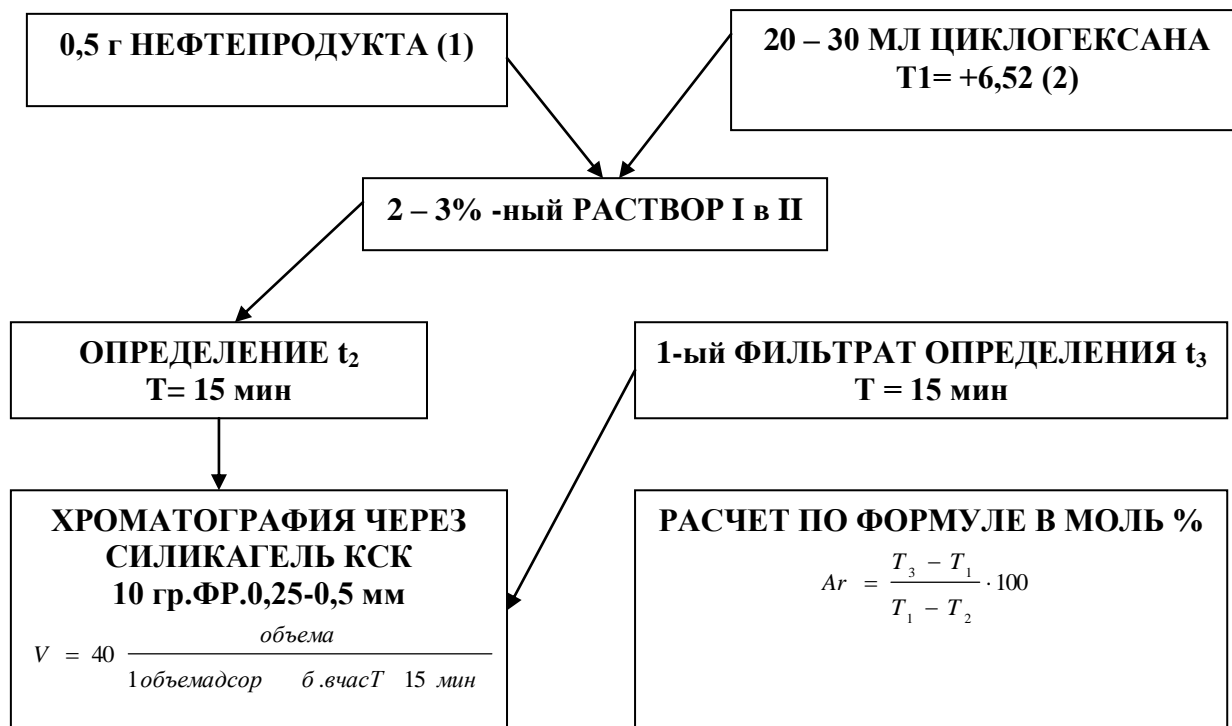 0,5 г НЕФТЕПРОДУКТА (1)
20 – 30 МЛ ЦИКЛОГЕКСАНА
Т1= +6,52 (2)
2 – 3% -ный РАСТВОР I в II
ОПРЕДЕЛЕНИЕ t₂
Т= 15 мин
1-ый ФИЛЬТРАТ ОПРЕДЕЛЕНИЯ t₃
Т = 15 мин
ХРОМАТОГРАФИЯ ЧЕРЕЗ
СИЛИКАГЕЛЬ КСК
10 гр.ФР.0,25-0,5 мм
V = 40 объема / 1объемадсор б .вчасТ 15 мин
РАСЧЕТ ПО ФОРМУЛЕ В МОЛЬ %
Ar = (T₃ − T₁) / (T₁ − T₂) · 100